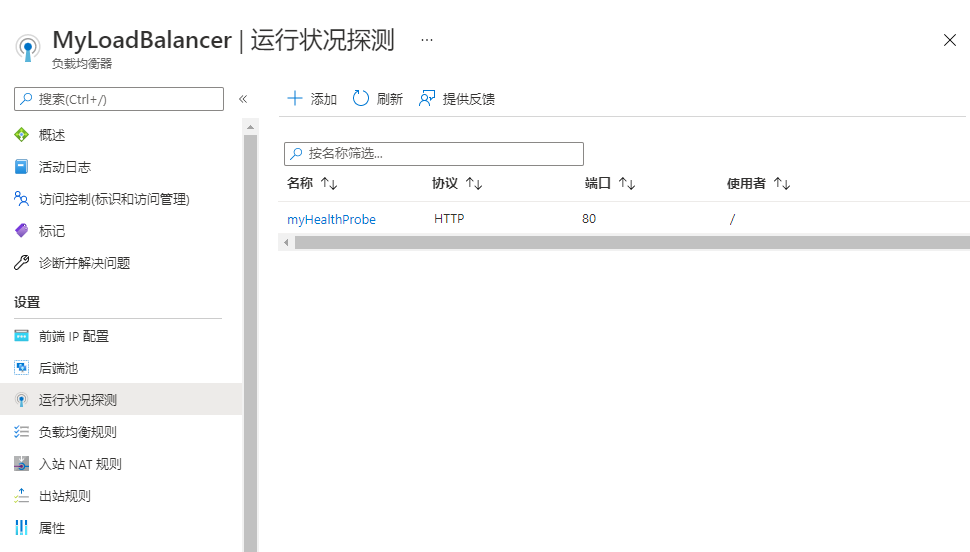 MyLoadBalancer | 运行状况探测 ...
负载均衡器
搜索(Ctrl+/)
«
添加 刷新 提供反馈
概述
活动日志
访问控制(标识和访问管理)
标记
诊断并解决问题
设置
前端 IP 配置
后端池
运行状况探测
负载均衡规则
入站 NAT 规则
出站规则
属性
按名称筛选...
名称 ↑↓ 协议 ↑↓ 端口 ↑↓ 使用者 ↑↓
myHealthProbe HTTP 80 /